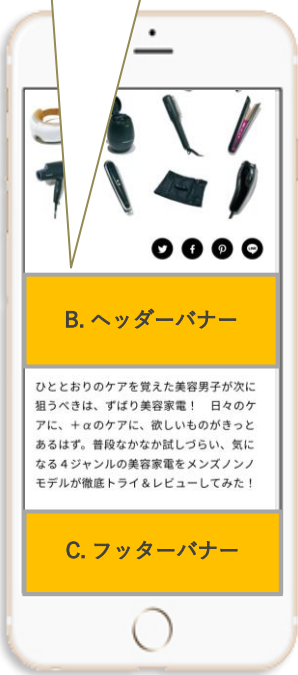 LINE
B. ヘッダーバナー
ひととおりのケアを覚えた美容男子が次に
狙うべきは、ずばり美容家電！　日々のケ
アに、＋αのケアに、欲しいものがきっと
あるはず。普段なかなか試しづらい、気に
なる４ジャンルの美容家電をメンズノンノ
モデルが徹底トライ＆レビューしてみた！
C. フッターバナー